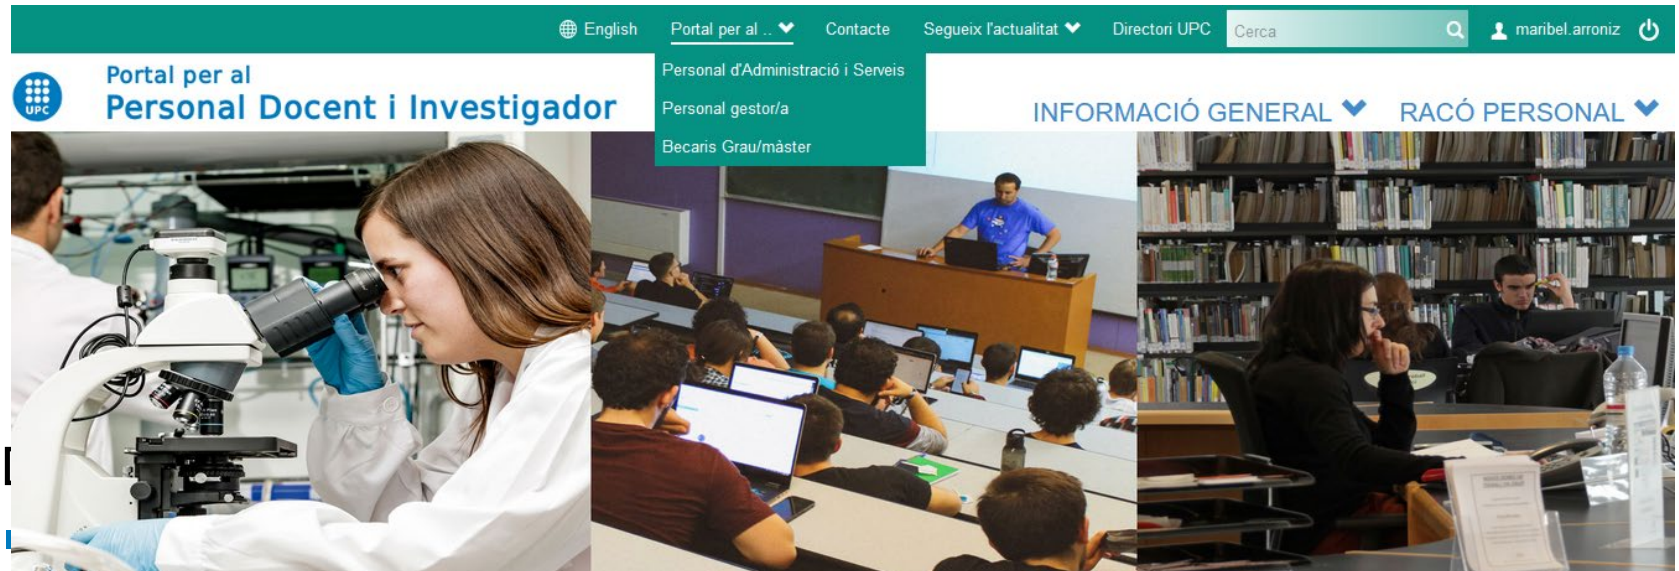 English
Portal per al ..
Contacte
Segueix l'actualitat
Directori UPC
Cerca
maribel.arroniz
Personal d'Administració i Serveis
Personal gestor/a
Becaris Grau/màster
UPC
Portal per al
Personal Docent i Investigador
INFORMACIÓ GENERAL
RACÓ PERSONAL